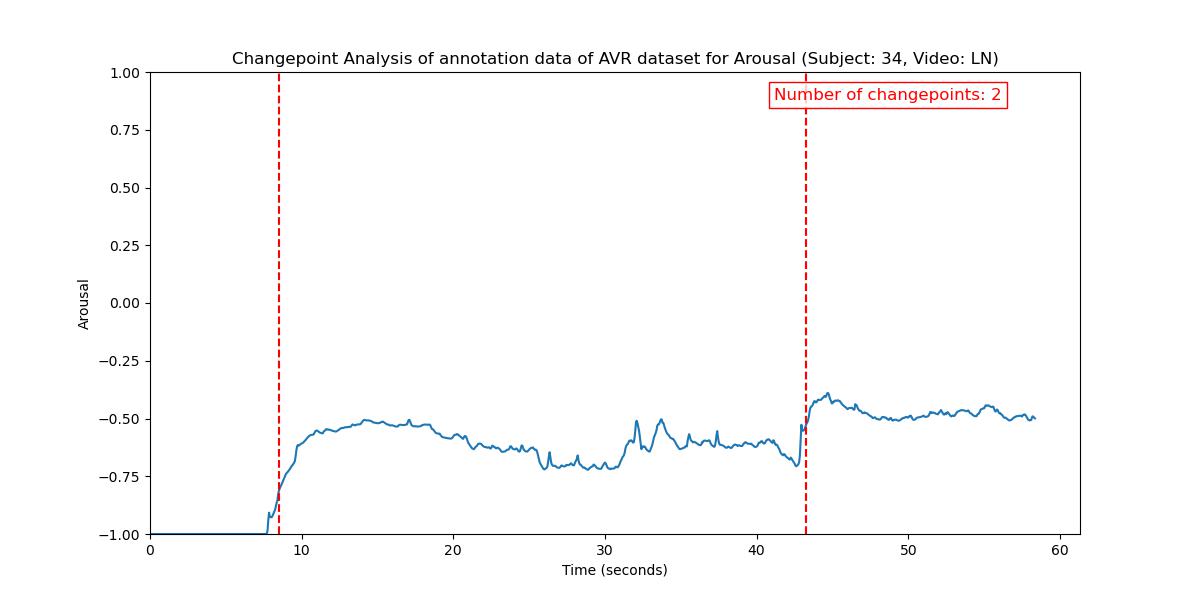 Changepoint Analysis of annotation data of AVR dataset for Arousal (Subject: 34, Video: LN)
Number of changepoints: 2
1.00
0.75
0.50
0.25
0.00
−0.25
−0.50
−0.75
−1.00
Arousal
0 10 20 30 40 50 60
Time (seconds)